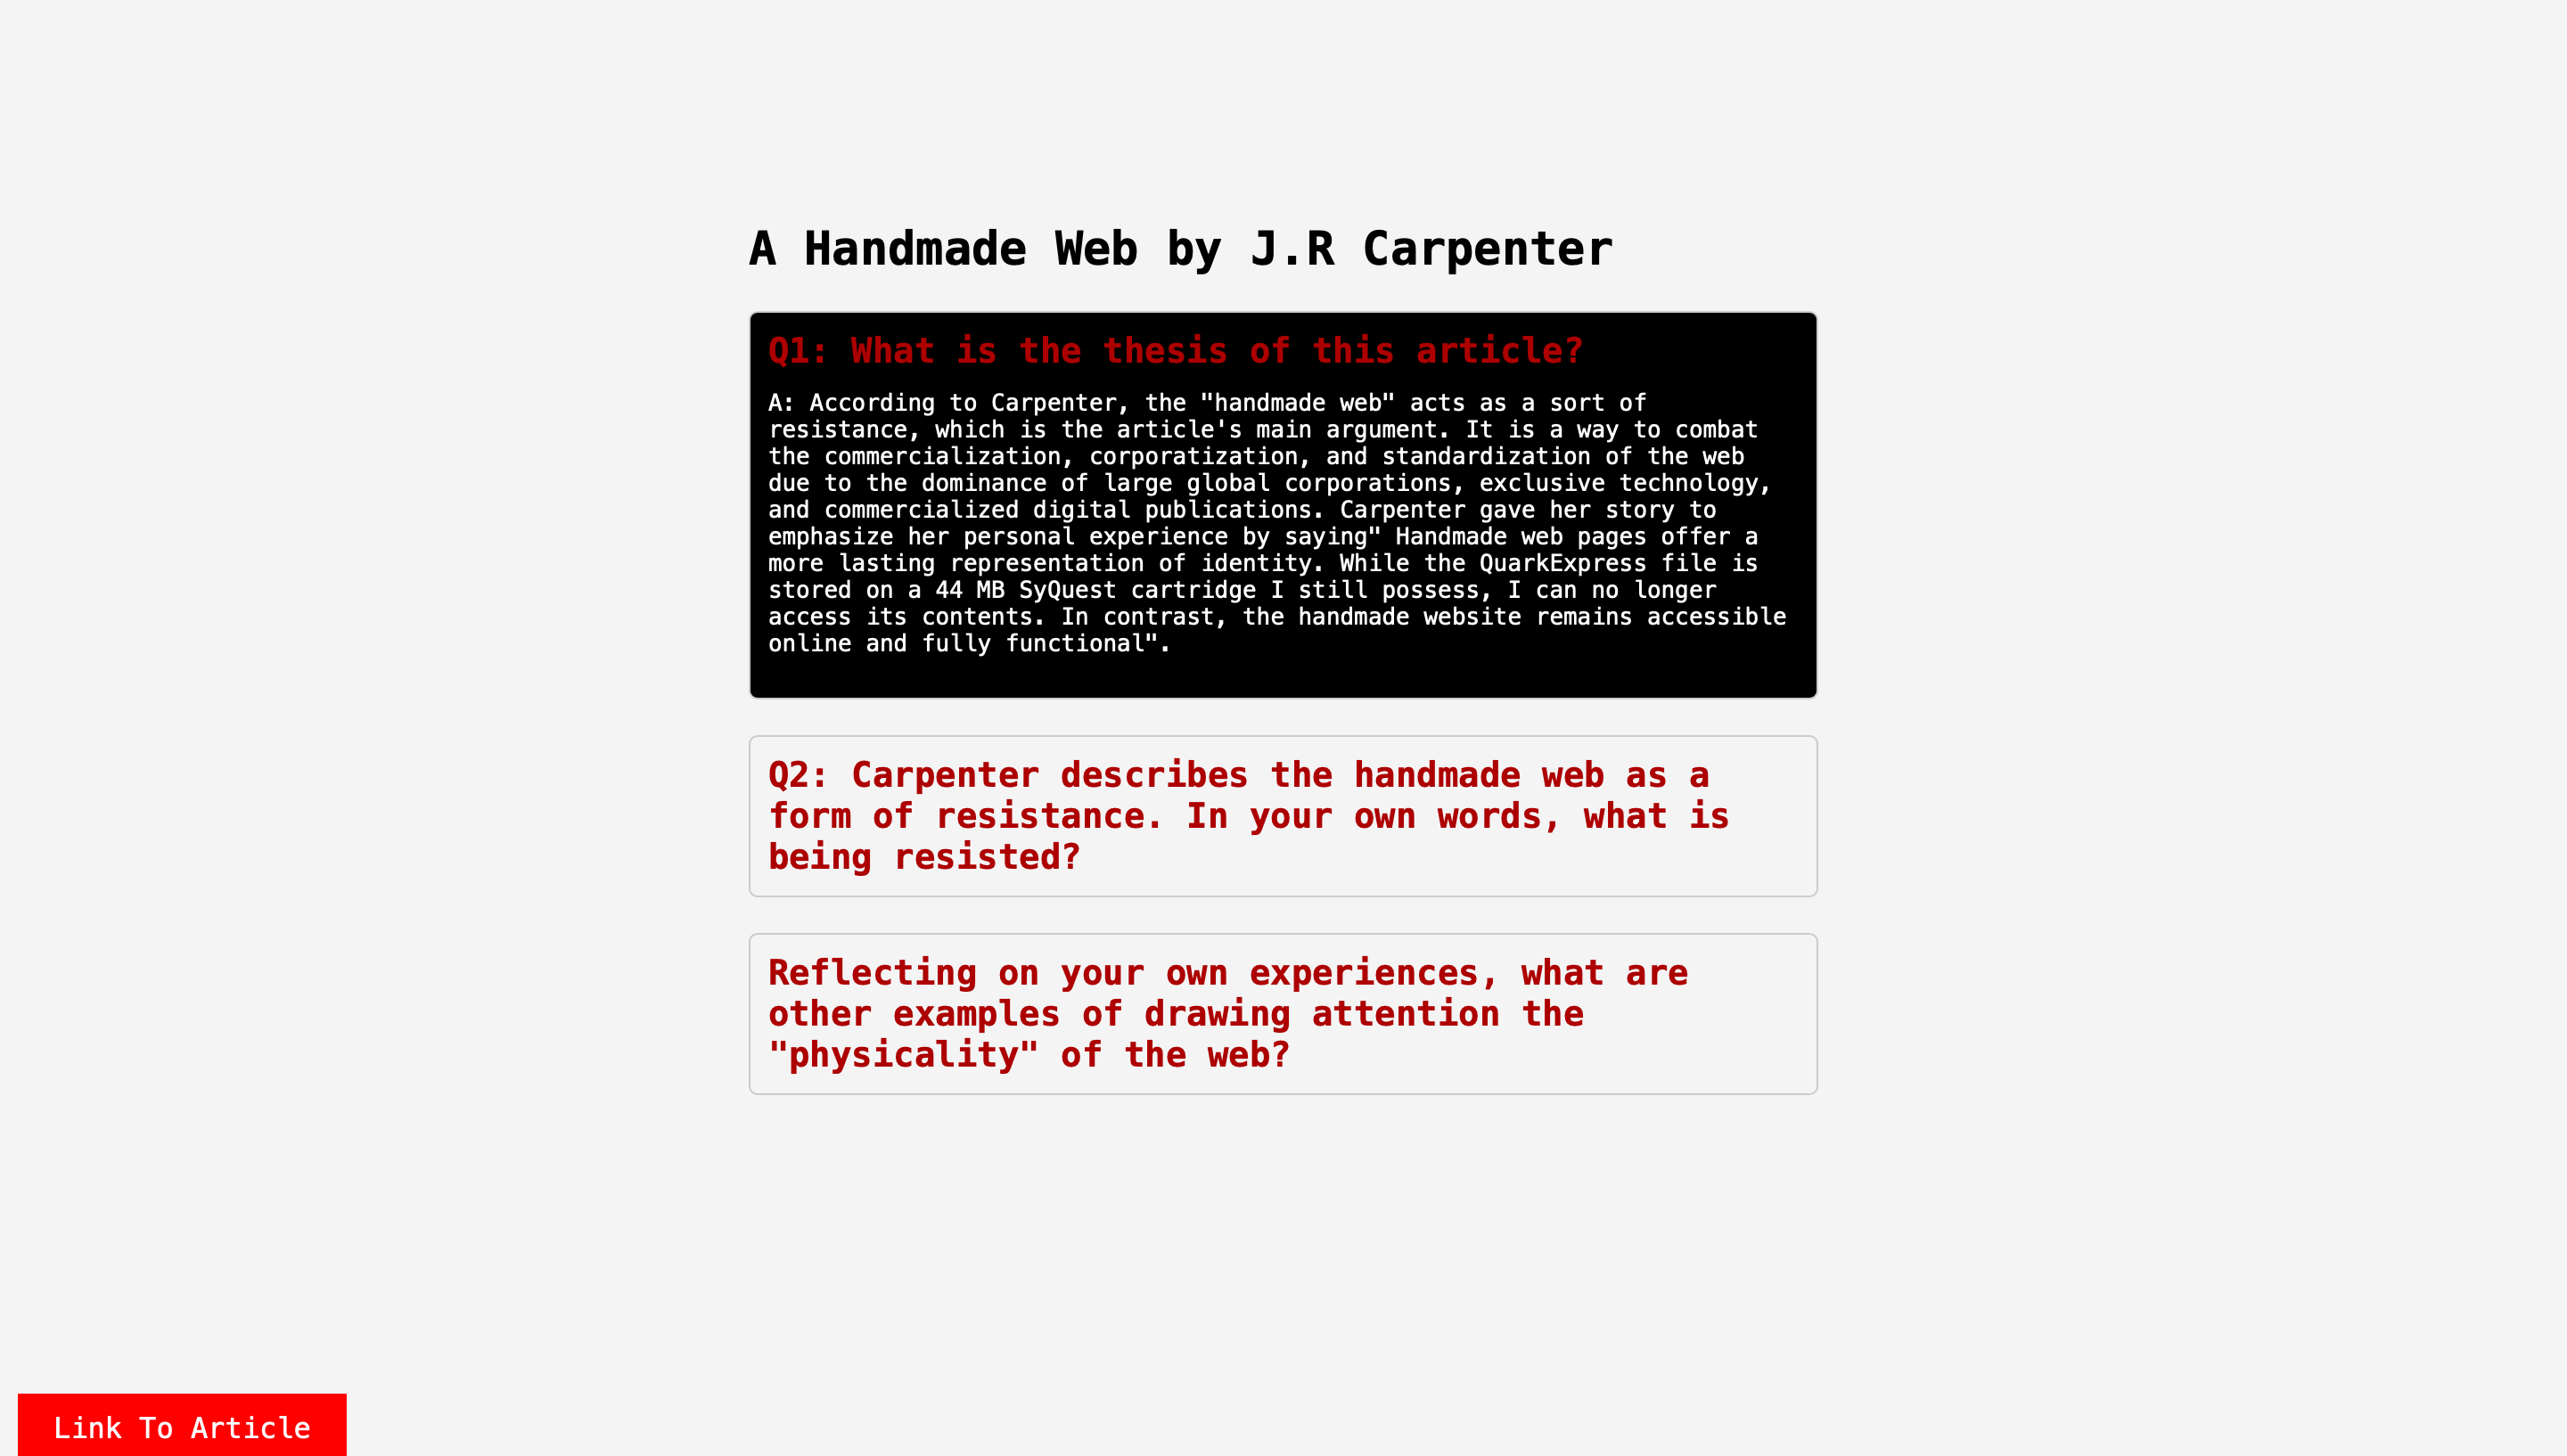 A Handmade Web by J.R Carpenter
Q1: What is the thesis of this article?
A: According to Carpenter, the "handmade web" acts as a sort of
resistance, which is the article's main argument. It is a way to combat
the commercialization, corporatization, and standardization of the web
due to the dominance of large global corporations, exclusive technology,
and commercialized digital publications. Carpenter gave her story to
emphasize her personal experience by saying" Handmade web pages offer a
more lasting representation of identity. While the QuarkExpress file is
stored on a 44 MB SyQuest cartridge I still possess, I can no longer
access its contents. In contrast, the handmade website remains accessible
online and fully functional".
Q2: Carpenter describes the handmade web as a
form of resistance. In your own words, what is
being resisted?
Reflecting on your own experiences, what are
other examples of drawing attention the
"physicality" of the web?
Link To Article